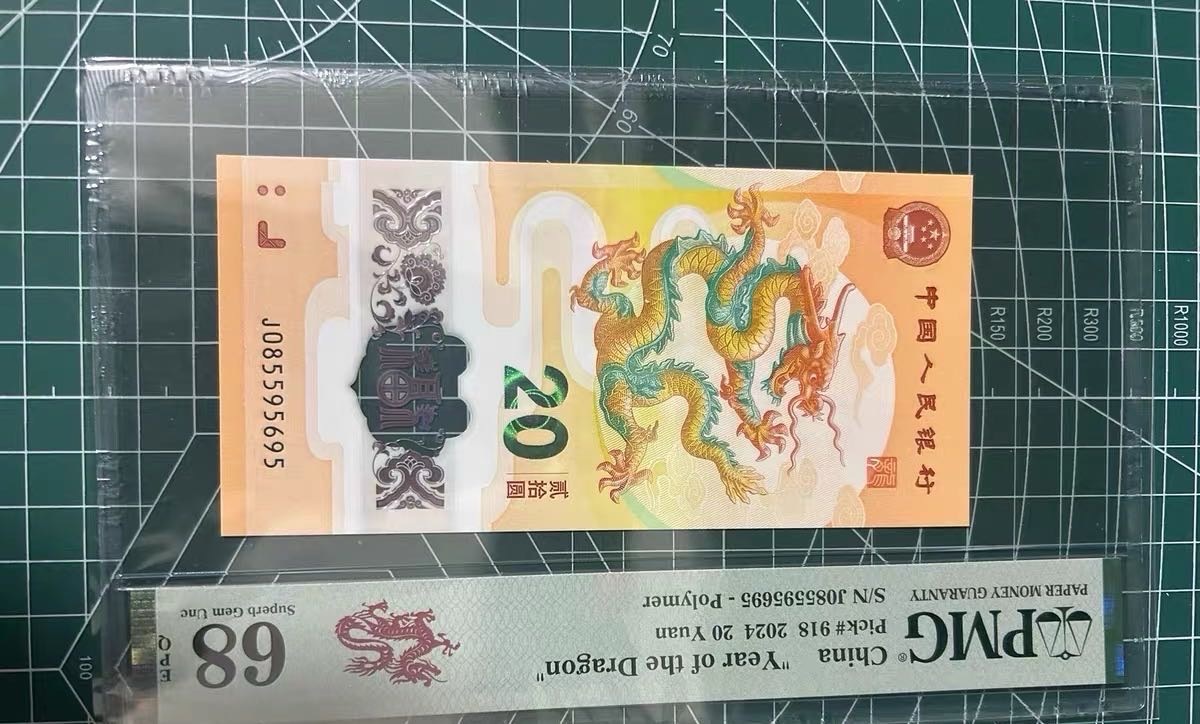 中国人民银行
20
贰拾圆
J085595695
PMG®
PAPER MONEY GUARANTY
China "Year of the Dragon"
Pick# 918 2024 20 Yuan
S/N J085595695 - Polymer
68
EPQ
Superb Gem Unc
70
60
R150
R200
R300
R1000
100